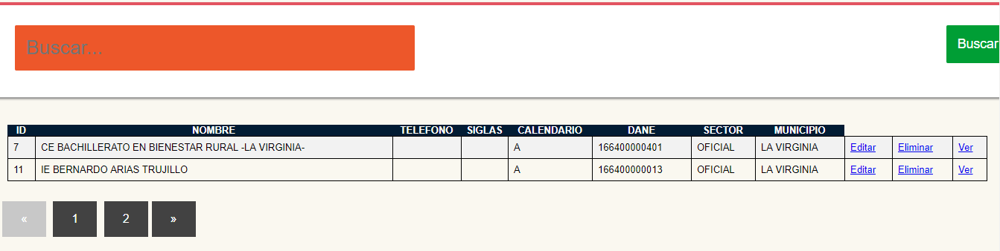 Buscar...
Buscar
ID NOMBRE TELEFONO SIGLAS CALENDARIO DANE SECTOR MUNICIPIO
7 CE BACHILLERATO EN BIENESTAR RURAL -LA VIRGINIA- A 166400000401 OFICIAL LA VIRGINIA Editar Eliminar Ver
11 IE BERNARDO ARIAS TRUJILLO A 166400000013 OFICIAL LA VIRGINIA Editar Eliminar Ver
« 1 2 »